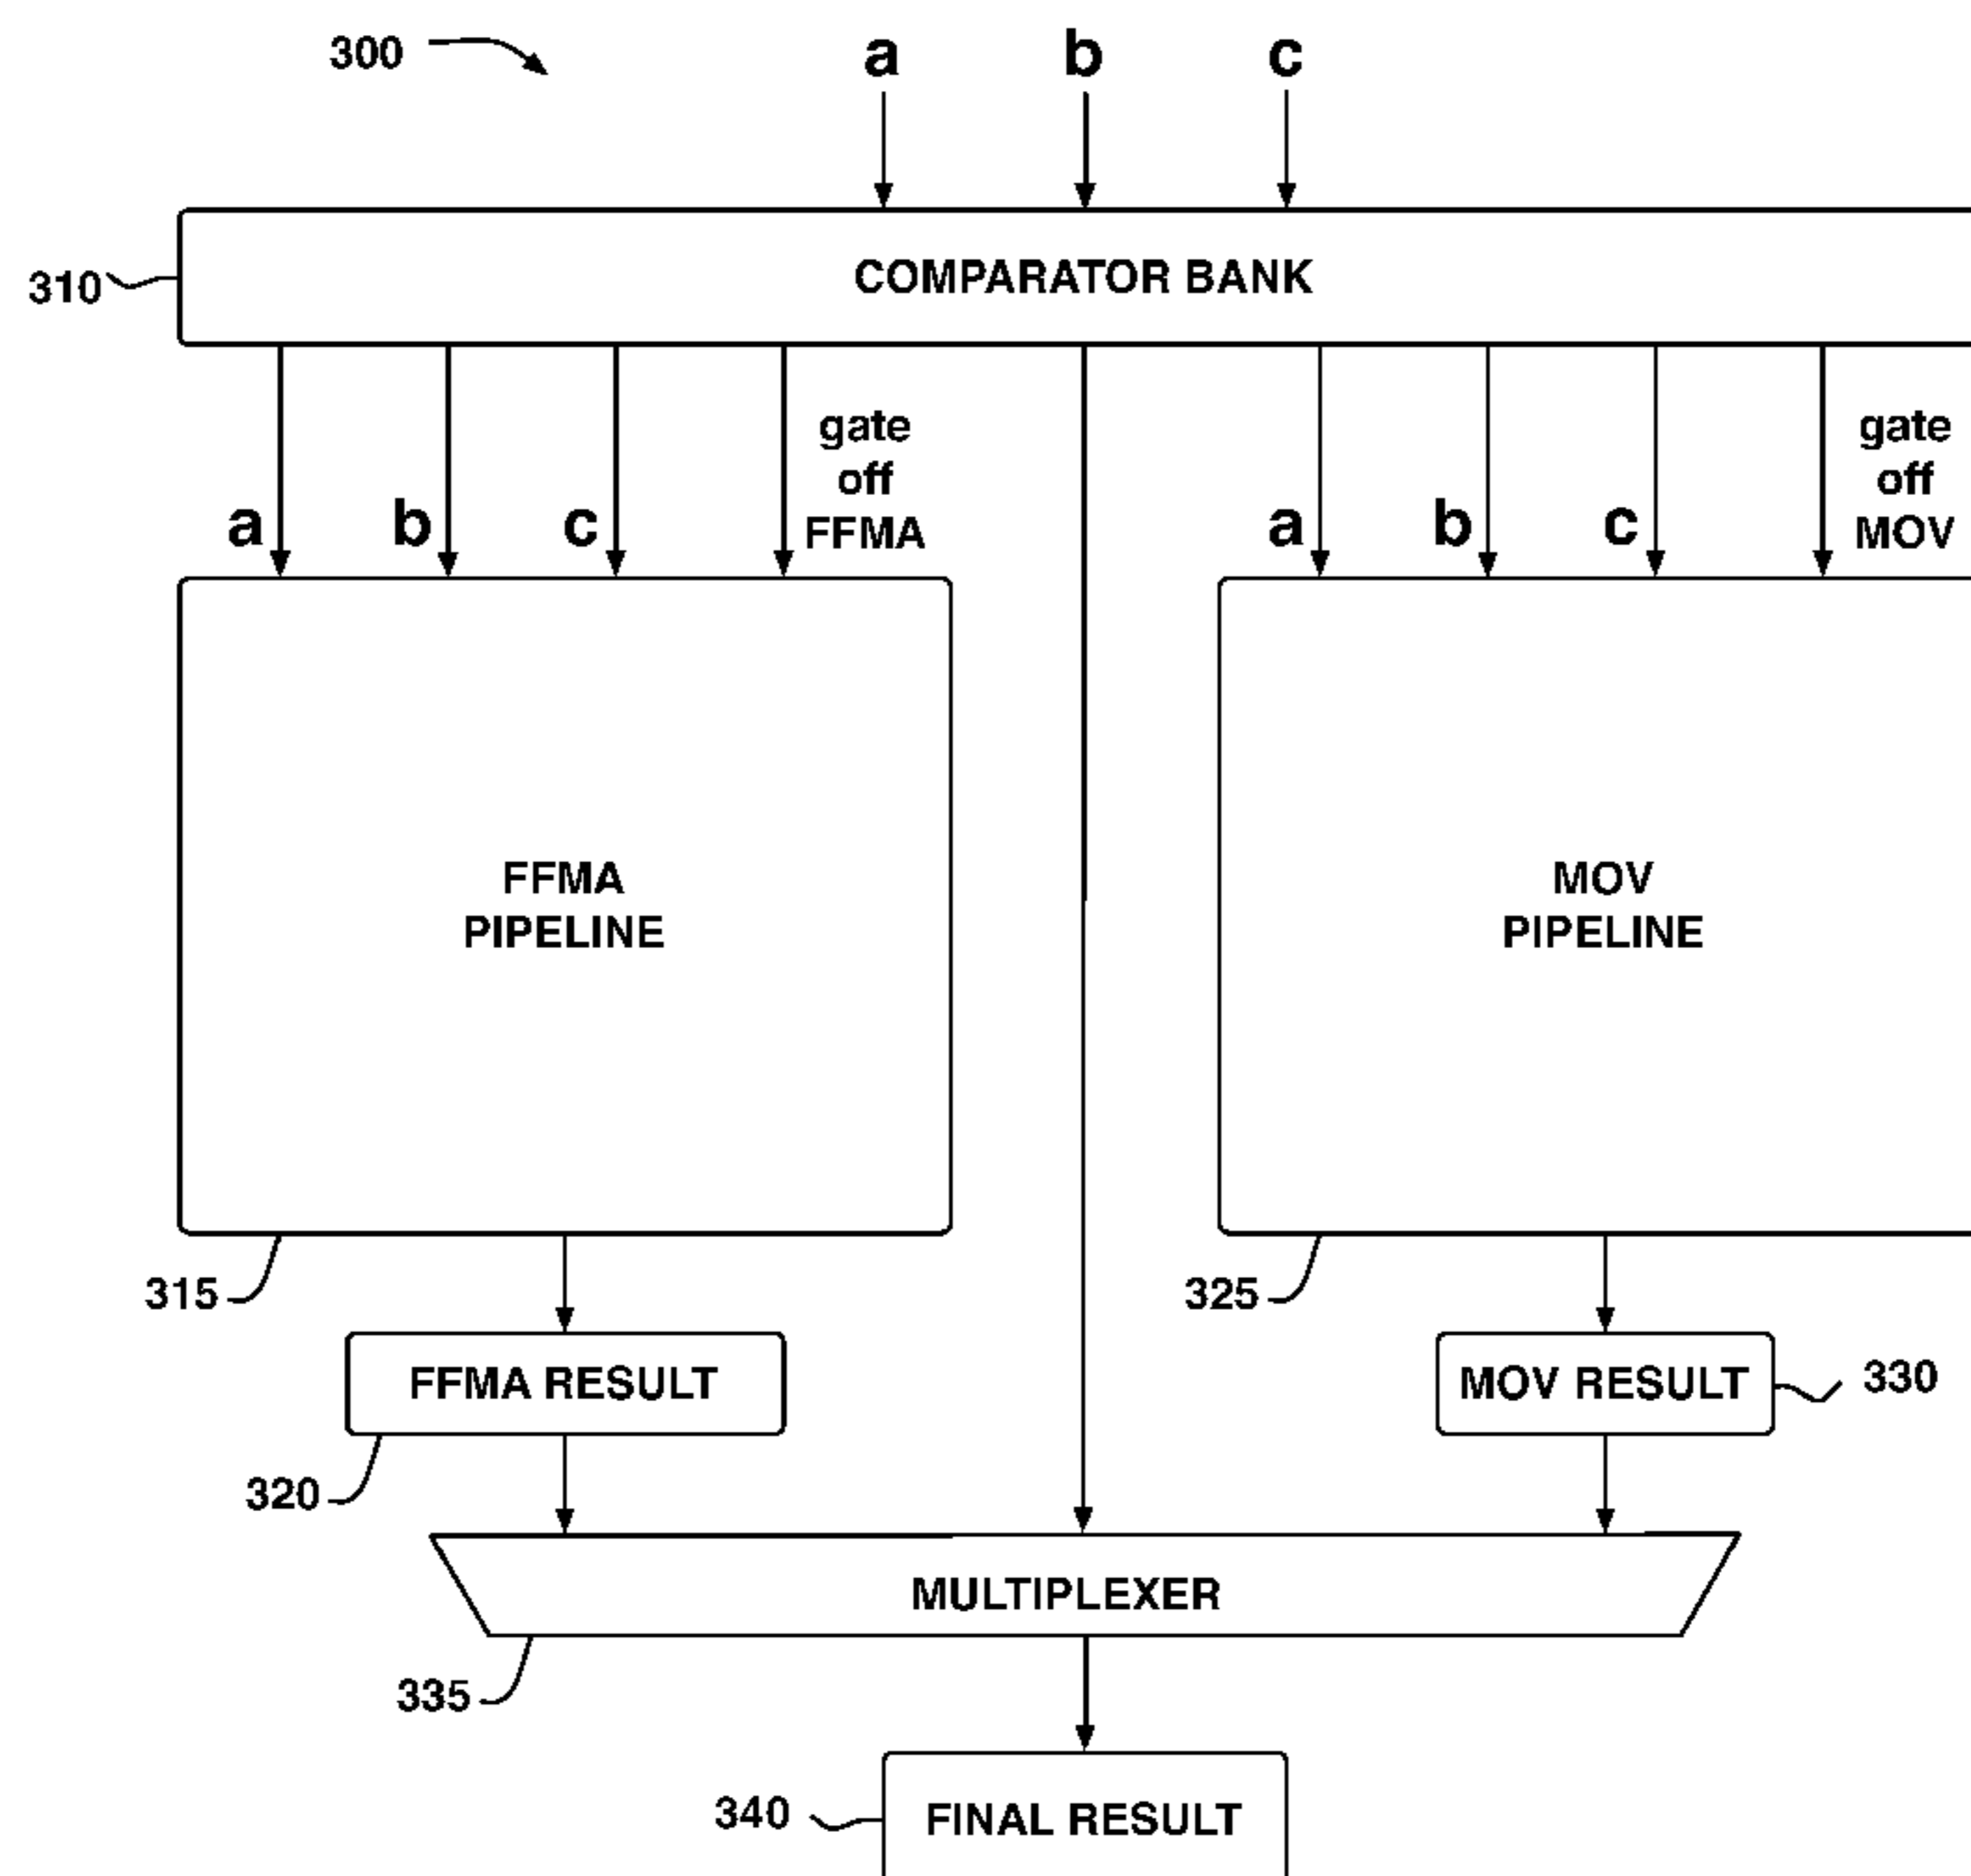 300
a b c
COMPARATOR BANK
310
gate gate
off off
FFMA MOV
a b c a b c
FFMA MOV
PIPELINE PIPELINE
315 325
FFMA RESULT MOV RESULT 330
320
MULTIPLEXER
335
340 FINAL RESULT